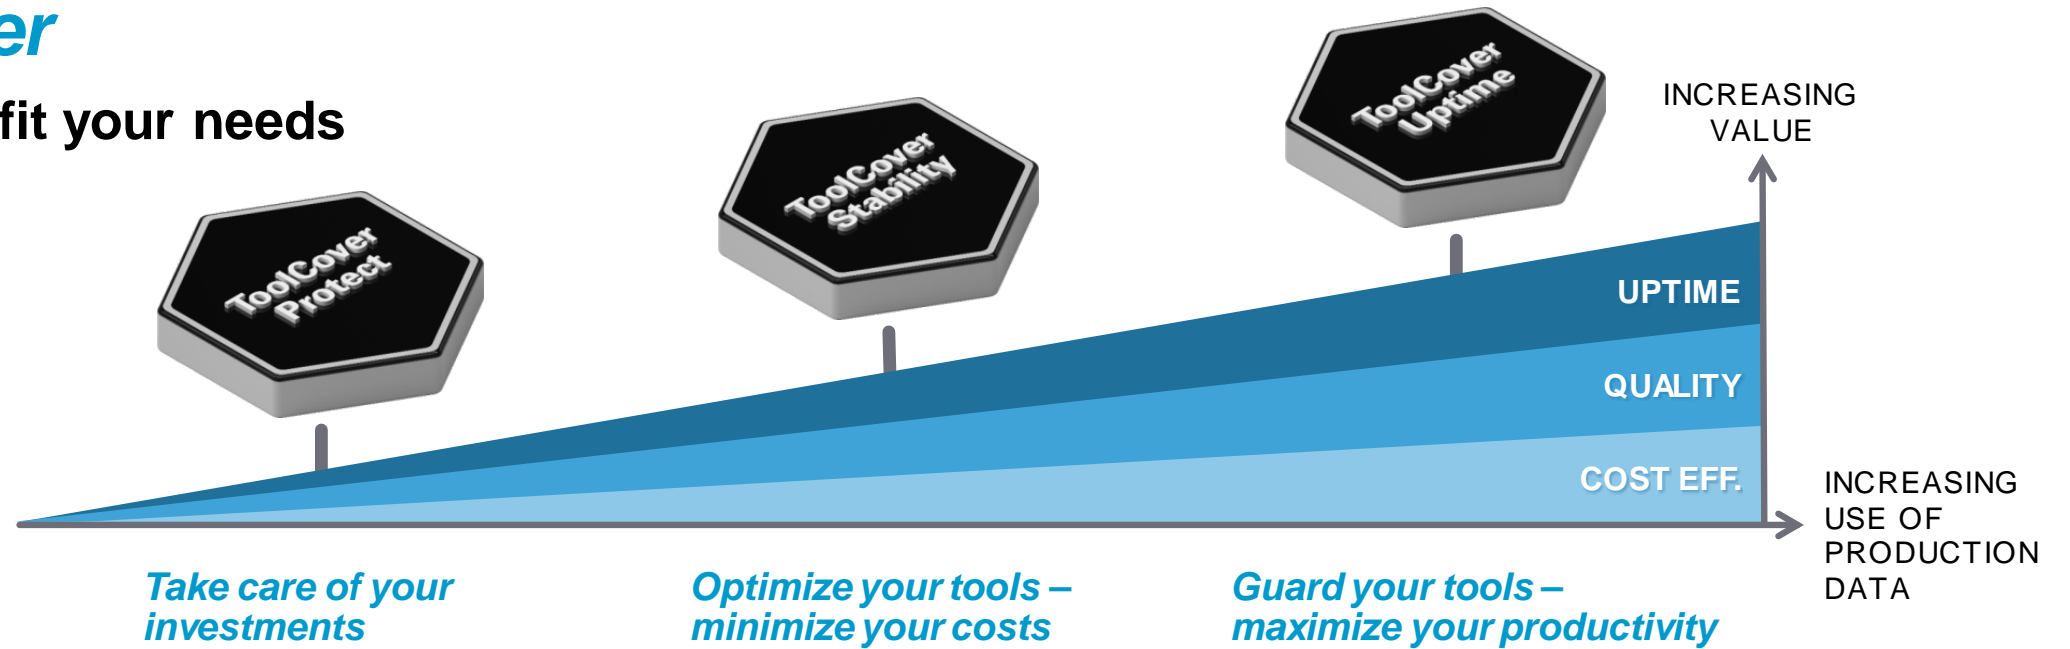 er
fit your needs
ToolCover
Protect
ToolCover
Stability
ToolCover
Uptime
INCREASING
VALUE
UPTIME
QUALITY
COST EFF.
INCREASING
USE OF
PRODUCTION
DATA
Take care of your
investments
Optimize your tools –
minimize your costs
Guard your tools –
maximize your productivity